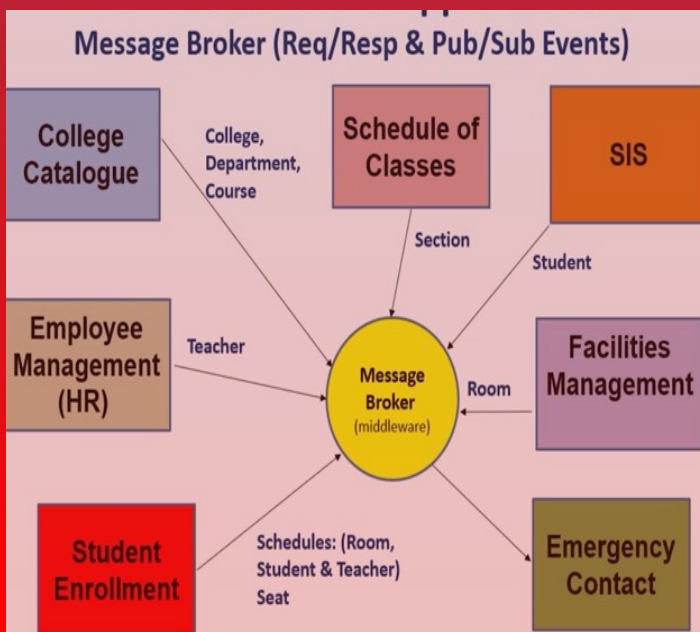 Message Broker (Req/Resp & Pub/Sub Events)
College
Catalogue
College,
Department,
Course
Schedule of
Classes
SIS
Section
Student
Employee
Management
(HR)
Teacher
Message
Broker
(middleware)
Room
Facilities
Management
Student
Enrollment
Schedules: (Room,
Student & Teacher)
Seat
Emergency
Contact